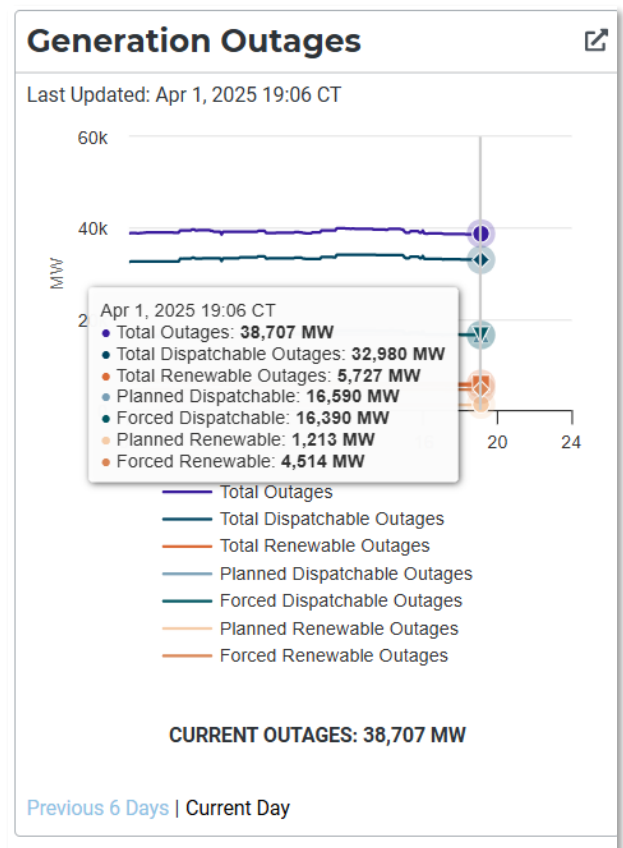 Generation Outages
Last Updated: Apr 1, 2025 19:06 CT
60k
40k
MW
2
Apr 1, 2025 19:06 CT
● Total Outages: 38,707 MW
● Total Dispatchable Outages: 32,980 MW
● Total Renewable Outages: 5,727 MW
● Planned Dispatchable: 16,590 MW
● Forced Dispatchable: 16,390 MW
● Planned Renewable: 1,213 MW
● Forced Renewable: 4,514 MW
20
24
Total Outages
Total Dispatchable Outages
Total Renewable Outages
Planned Dispatchable Outages
Forced Dispatchable Outages
Planned Renewable Outages
Forced Renewable Outages
CURRENT OUTAGES: 38,707 MW
Previous 6 Days | Current Day